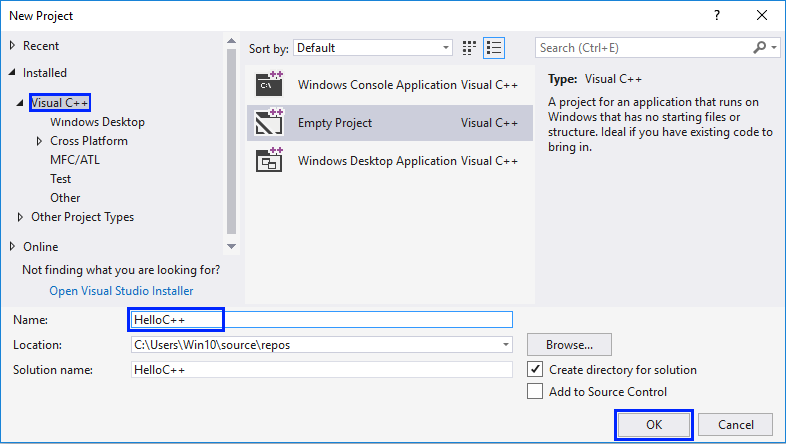 New Project
? 
Recent
Installed
Visual C++
Windows Desktop
Cross Platform
MFC/ATL
Test
Other
Other Project Types
Online
Not finding what you are looking for?
Open Visual Studio Installer
Sort by: Default
C:\
Windows Console Application Visual C++
Empty Project Visual C++
Windows Desktop Application Visual C++
Search (Ctrl+E)
Type: Visual C++
A project for an application that runs on
Windows that has no starting files or
structure. Ideal if you have existing code to
bring in.
Name: HelloC++
Location: C:\Users\Win10\source\repos
Browse...
Solution name: HelloC++
Create directory for solution
Add to Source Control
OK
Cancel